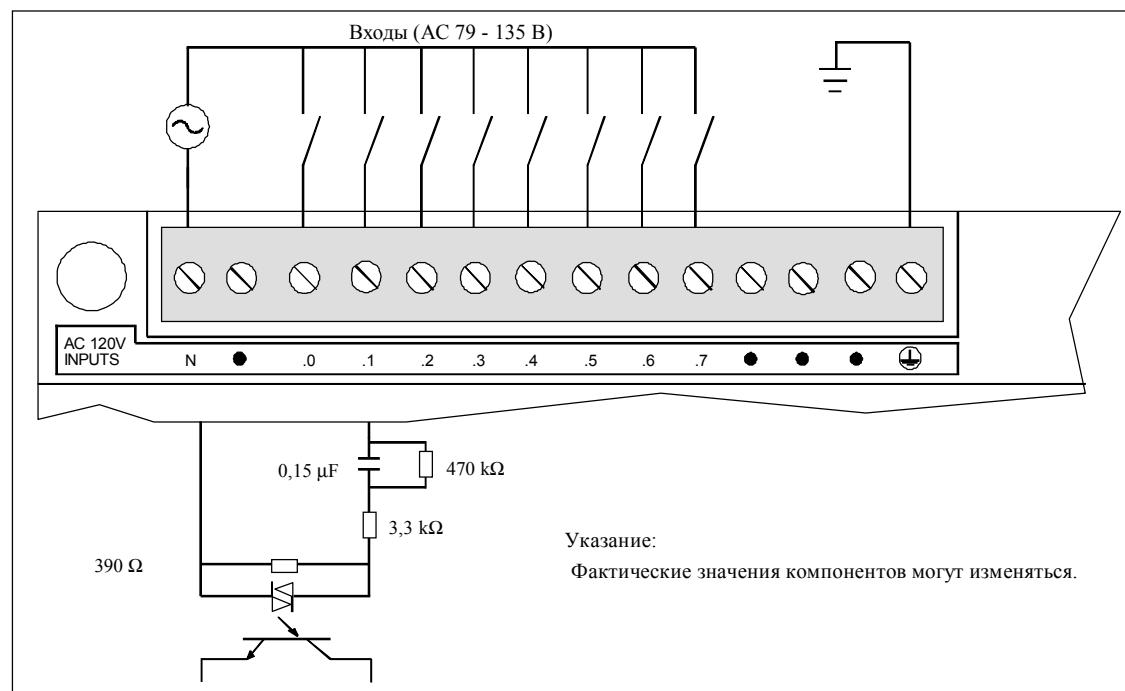 Входы (AC 79 - 135 В)
AC 120V
INPUTS
N
.0
.1
.2
.3
.4
.5
.6
.7
0,15 µF
470 kΩ
3,3 kΩ
390 Ω
Указание:
Фактические значения компонентов могут изменяться.